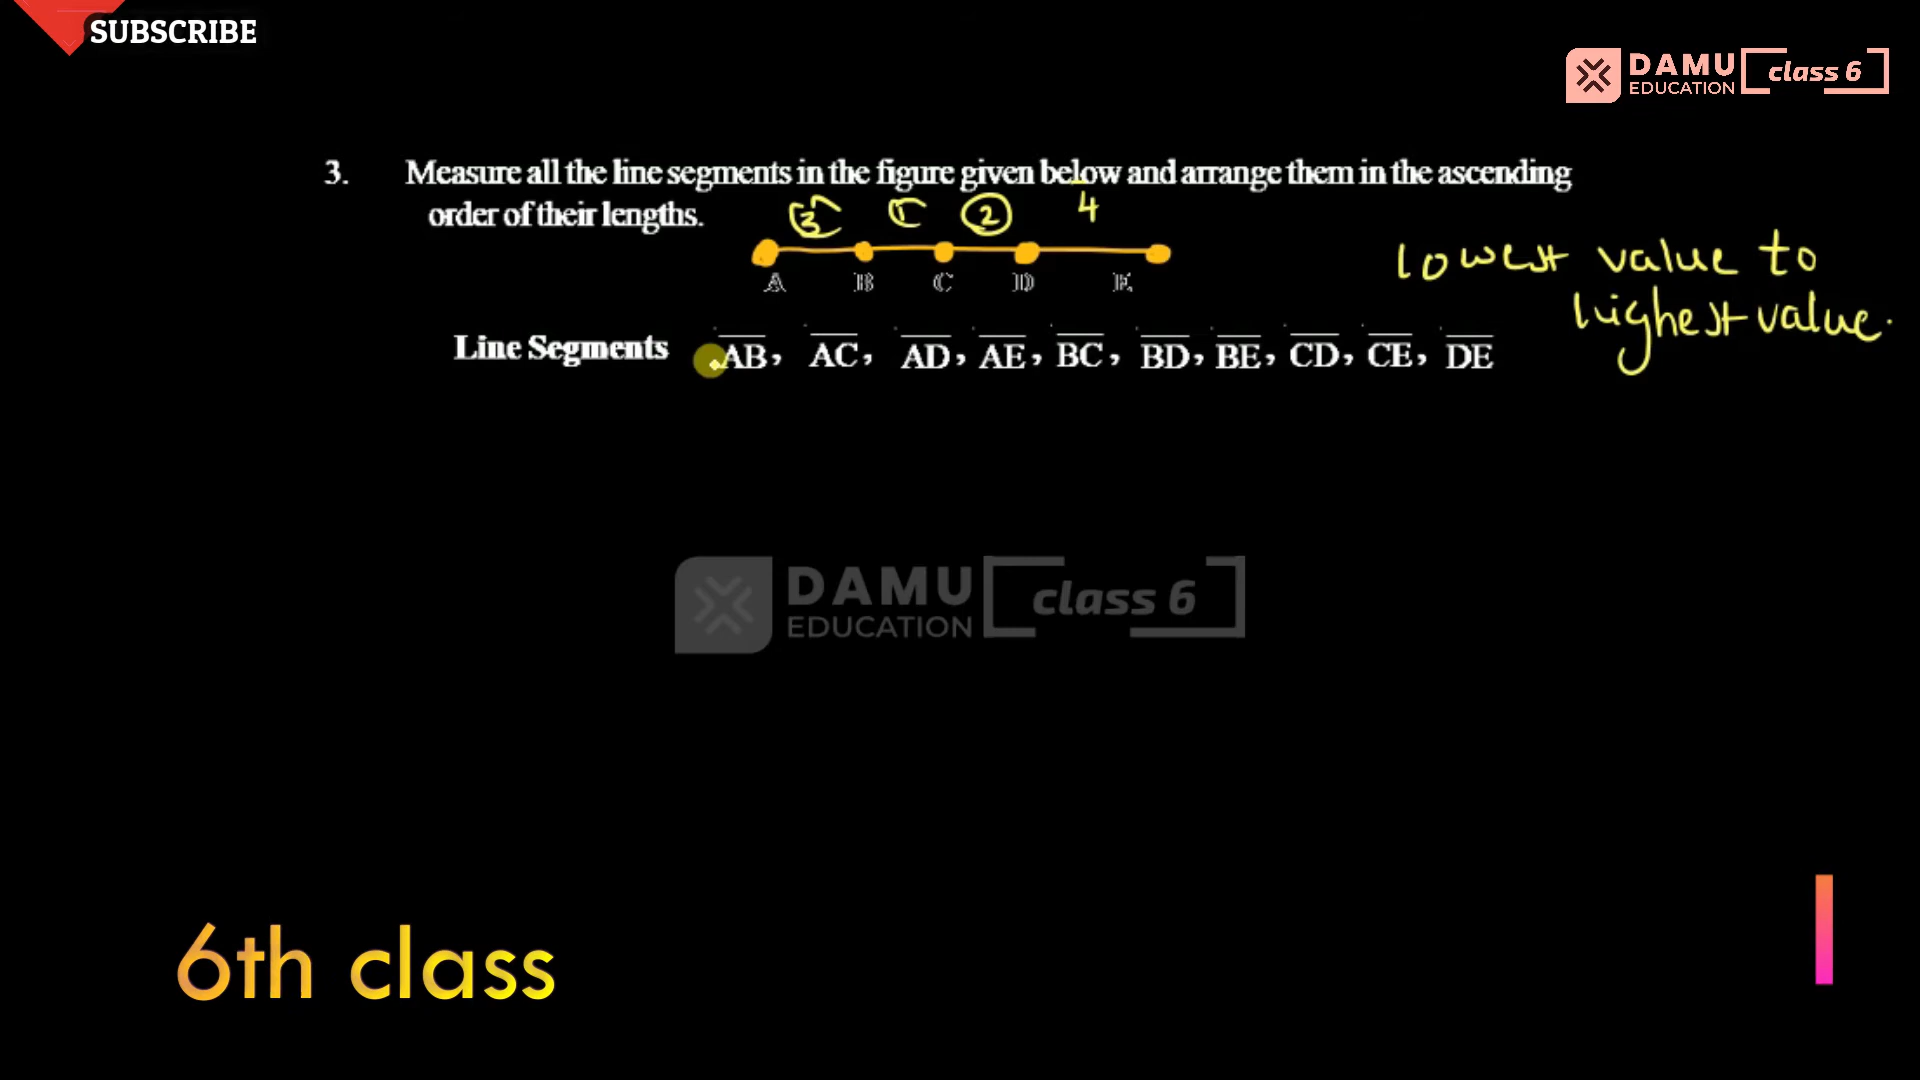 SUBSCRIBE
DAMU EDUCATION class 6
3. Measure all the line segments in the figure given below and arrange them in the ascending
order of their lengths.
3 1 2 4
A B C D E
lowest value to
highest value.
Line Segments AB, AC, AD, AE, BC, BD, BE, CD, CE, DE
DAMU EDUCATION class 6
6th class